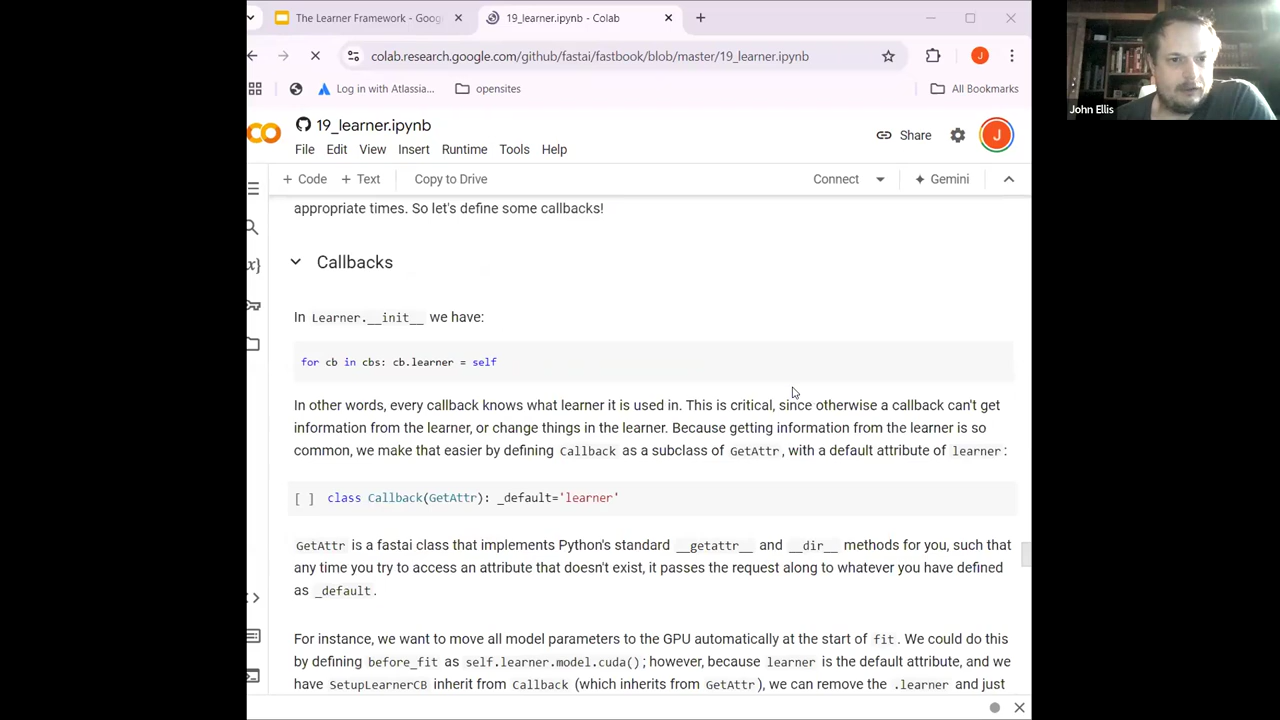 The Learner Framework - Goog
19_learner.ipynb - Colab
John Ellis
colab.research.google.com/github/fastai/fastbook/blob/master/19_learner.ipynb
J
Log in with Atlassia...
opensites
All Bookmarks
19_learner.ipynb
Share
J
File Edit View Insert Runtime Tools Help
+ Code + Text Copy to Drive Connect Gemini
appropriate times. So let's define some callbacks!
Callbacks
In Learner.__init__ we have:
for cb in cbs: cb.learner = self
In other words, every callback knows what learner it is used in. This is critical, since otherwise a callback can't get
information from the learner, or change things in the learner. Because getting information from the learner is so
common, we make that easier by defining Callback as a subclass of GetAttr, with a default attribute of learner:
[ ] class Callback(GetAttr): _default='learner'
GetAttr is a fastai class that implements Python's standard __getattr__ and __dir__ methods for you, such that
any time you try to access an attribute that doesn't exist, it passes the request along to whatever you have defined
as _default.
For instance, we want to move all model parameters to the GPU automatically at the start of fit. We could do this
by defining before_fit as self.learner.model.cuda(); however, because learner is the default attribute, and we
have SetupLearnerCB inherit from Callback (which inherits from GetAttr), we can remove the .learner and just